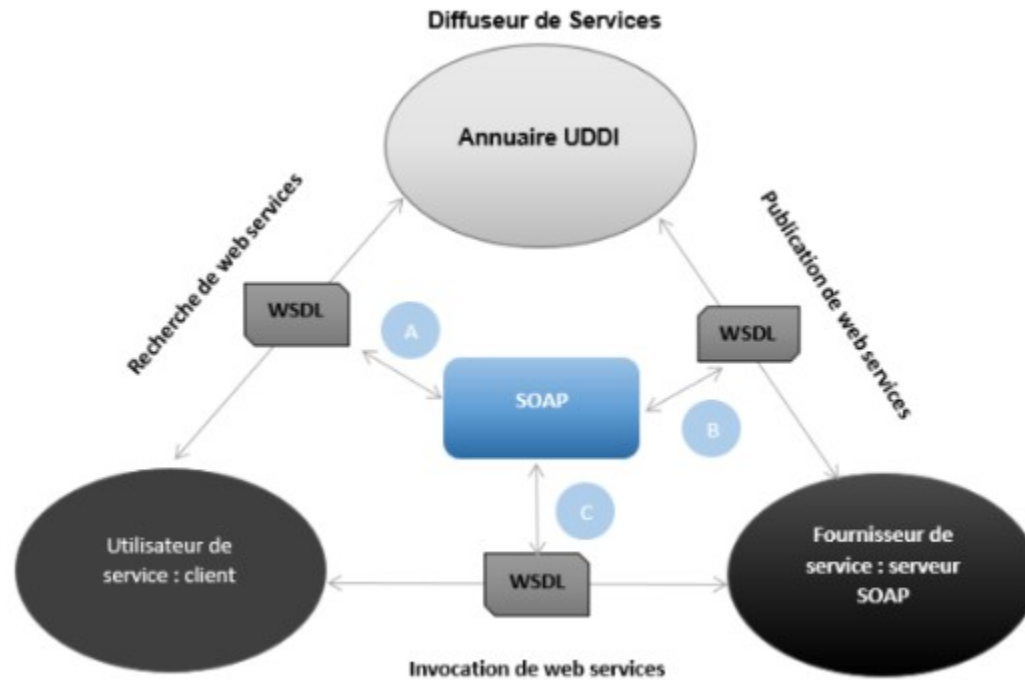 Diffuseur de Services
Annuaire UDDI
Recherche de web services
Publication de web services
WSDL
A
WSDL
SOAP
B
C
Utilisateur de
service : client
WSDL
Fournisseur de
service : serveur
SOAP
Invocation de web services